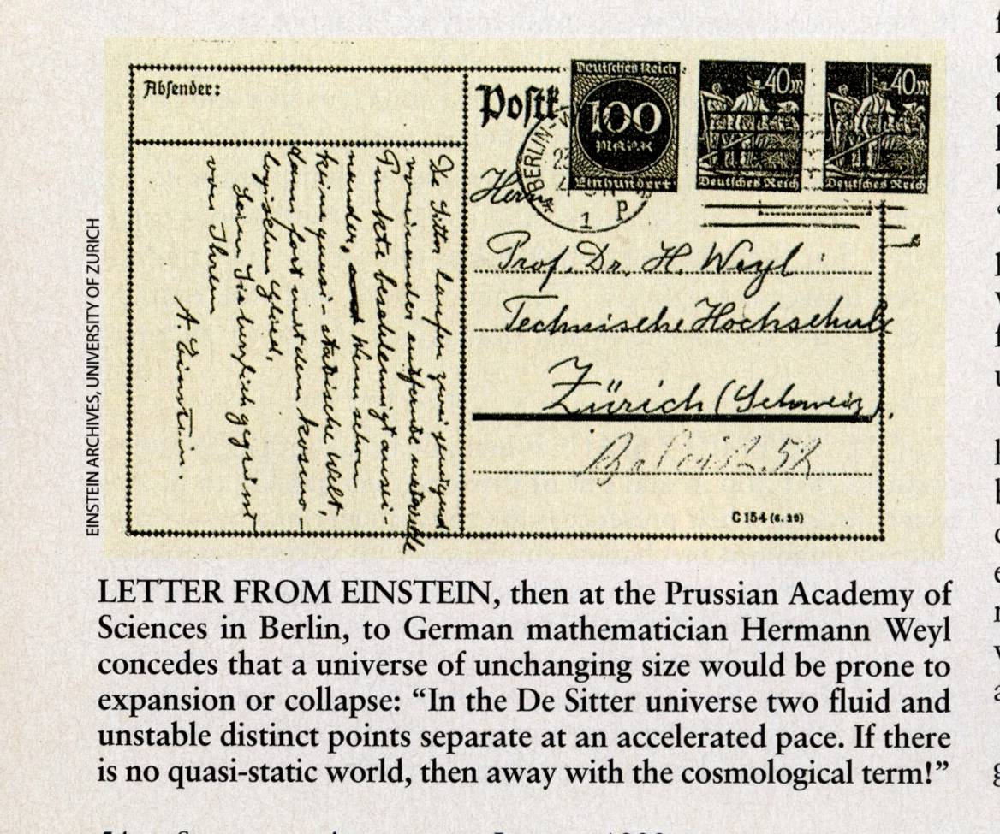 Absender:
Postk
Deutsches Reich
100
MARK
Einhundert
40m
Deutsches Reich
40m
Deutsches Reich
BERLIN
1 P
Herrn
Prof. Dr. H. Weyl
Technische Hochschule
Zürich (Schweiz).
C 154 (6. 20)
De Sitter laufen zwei genügend
voneinander entfernte materielle
Punkte beschleunigt ausei-
nander, Wenn schon
keine quasi-statische Welt,
dann fort mit dem kosmo-
logischen Glied.
Seien Sie herzlich gegrüsst
von Ihrem
A. Einstein.
EINSTEIN ARCHIVES, UNIVERSITY OF ZURICH
LETTER FROM EINSTEIN, then at the Prussian Academy of
Sciences in Berlin, to German mathematician Hermann Weyl
concedes that a universe of unchanging size would be prone to
expansion or collapse: “In the De Sitter universe two fluid and
unstable distinct points separate at an accelerated pace. If there
is no quasi-static world, then away with the cosmological term!”